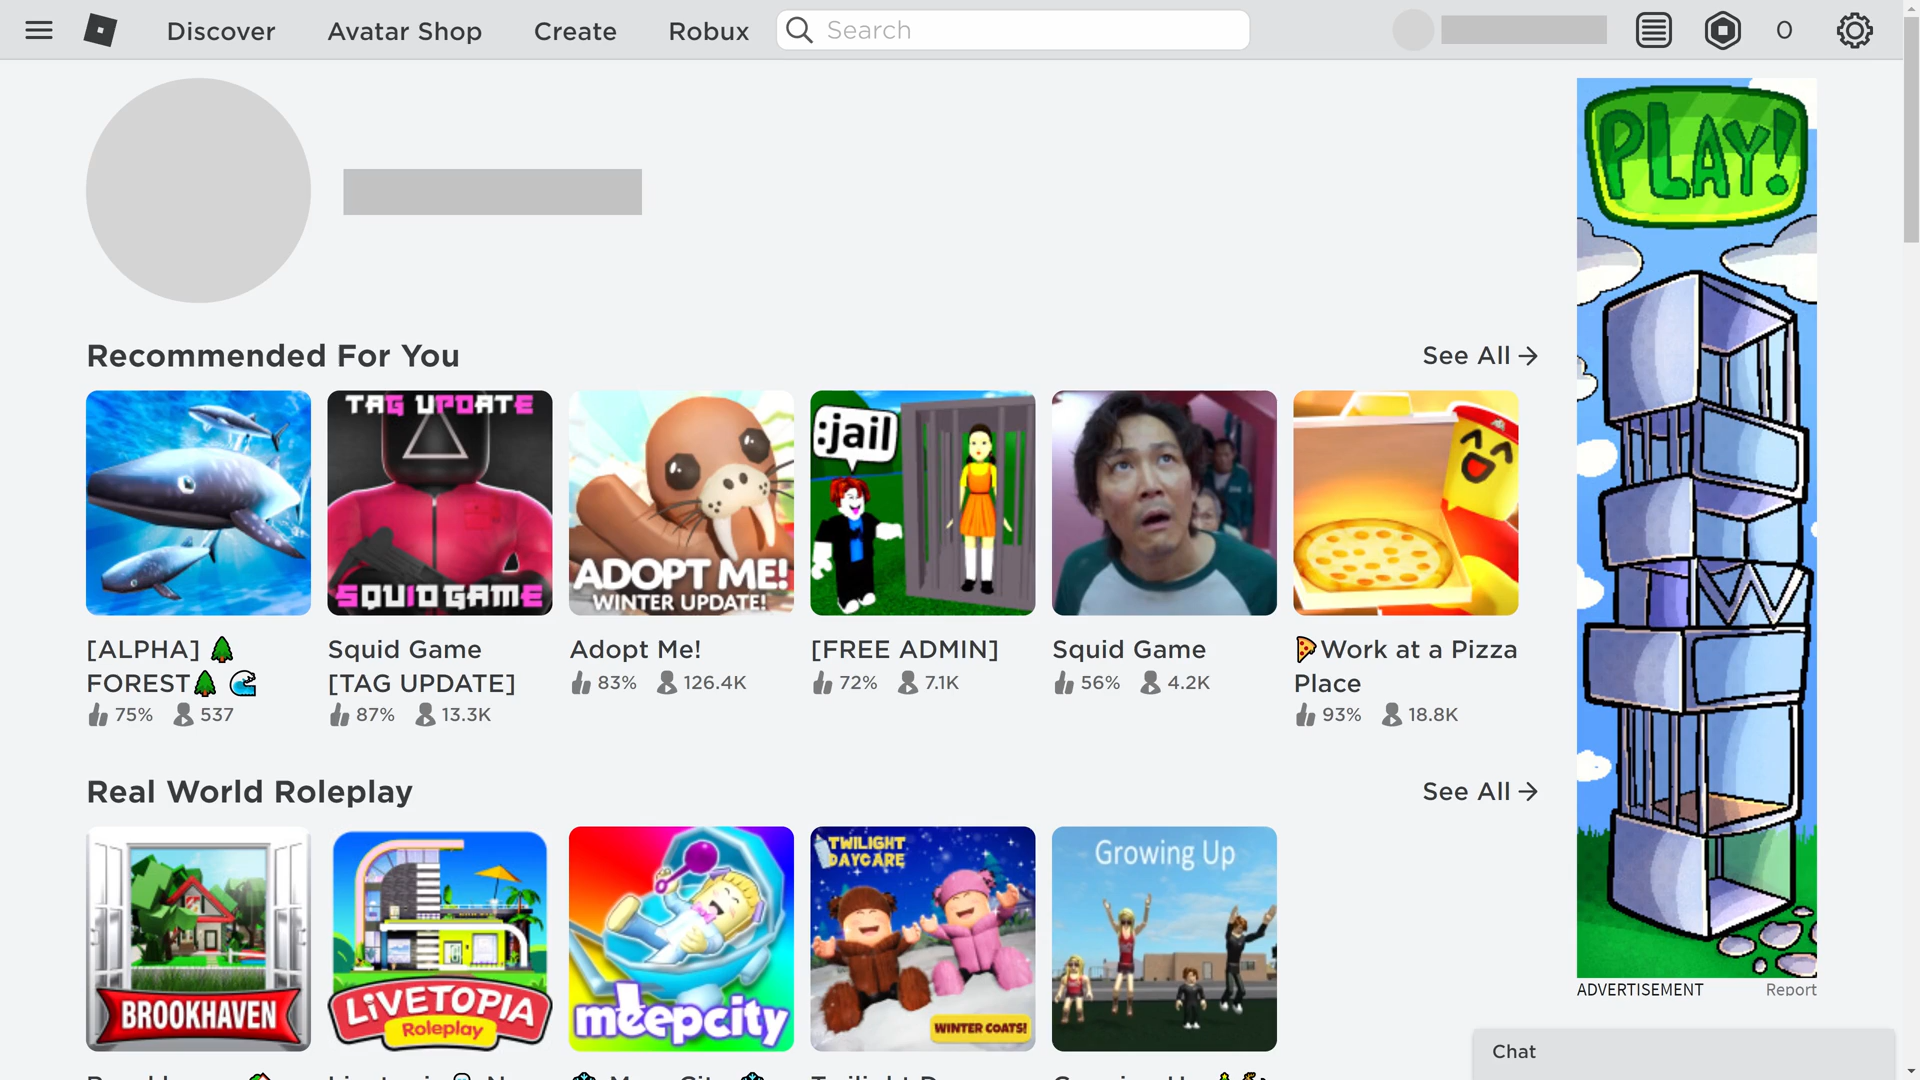 Discover Avatar Shop Create Robux Search 0
PLAY!
Recommended For You See All
TAG UPDATE
SQUID GAME
ADOPT ME!
WINTER UPDATE!
:jail
[ALPHA]
FOREST
75% 537
Squid Game
[TAG UPDATE]
87% 13.3K
Adopt Me!
83% 126.4K
[FREE ADMIN]
72% 7.1K
Squid Game
56% 4.2K
Work at a Pizza
Place
93% 18.8K
Real World Roleplay See All
BROOKHAVEN
LIVETOPIA
Roleplay
meepcity
TWILIGHT
DAYCARE
WINTER COATS!
Growing Up
W
ADVERTISEMENT Report
Chat